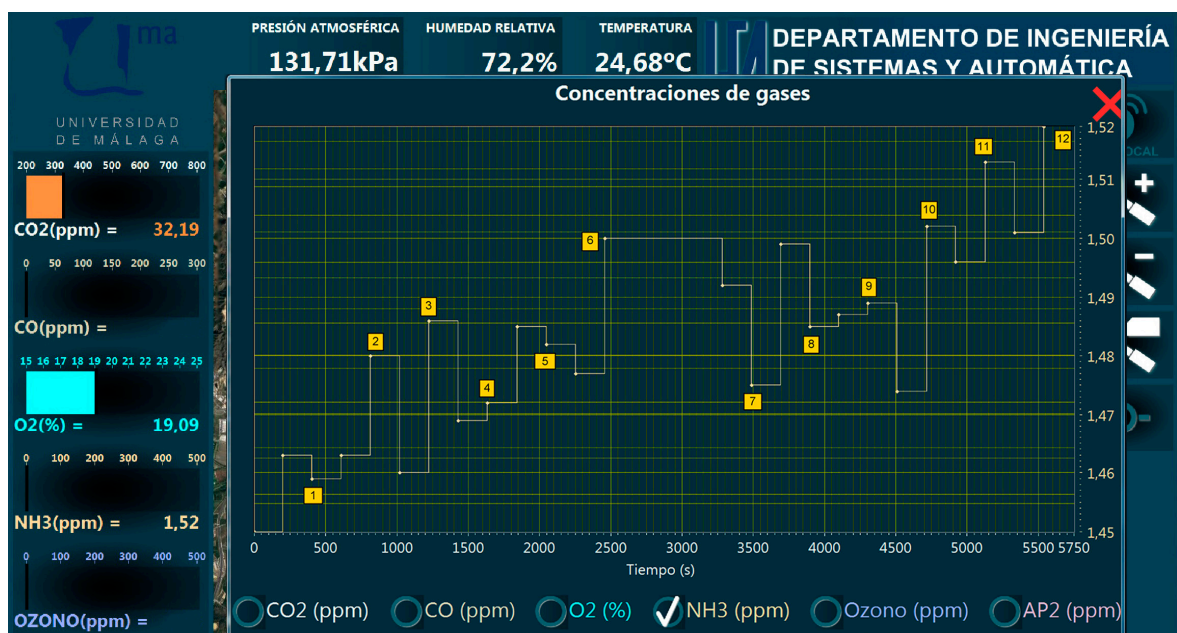 ma
UNIVERSIDAD
DE MÁLAGA
PRESIÓN ATMOSFÉRICA
131,71kPa
HUMEDAD RELATIVA
72,2%
TEMPERATURA
24,68ºC
DEPARTAMENTO DE INGENIERÍA
DE SISTEMAS Y AUTOMÁTICA
200 300 400 500 600 700 800
CO2(ppm) = 32,19
0 50 100 150 200 250 300
CO(ppm) =
15 16 17 18 19 20 21 22 23 24 25
O2(%) = 19,09
0 100 200 300 400 500
NH3(ppm) = 1,52
0 100 200 300 400 500
OZONO(ppm) =
Concentraciones de gases
1,52
1,51
1,50
1,49
1,48
1,47
1,46
1,45
1
2
3
4
5
6
7
8
9
10
11
12
0 500 1000 1500 2000 2500 3000 3500 4000 4500 5000 5500 5750
Tiempo (s)
CO2 (ppm) CO (ppm) O2 (%) NH3 (ppm) Ozono (ppm) AP2 (ppm)